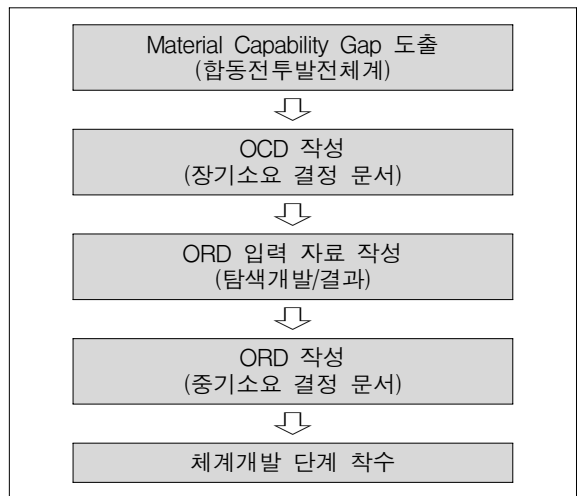 Material Capability Gap 도출
(합동전투발전체계)
OCD 작성
(장기소요 결정 문서)
ORD 입력 자료 작성
(탐색개발/결과)
ORD 작성
(중기소요 결정 문서)
체계개발 단계 착수